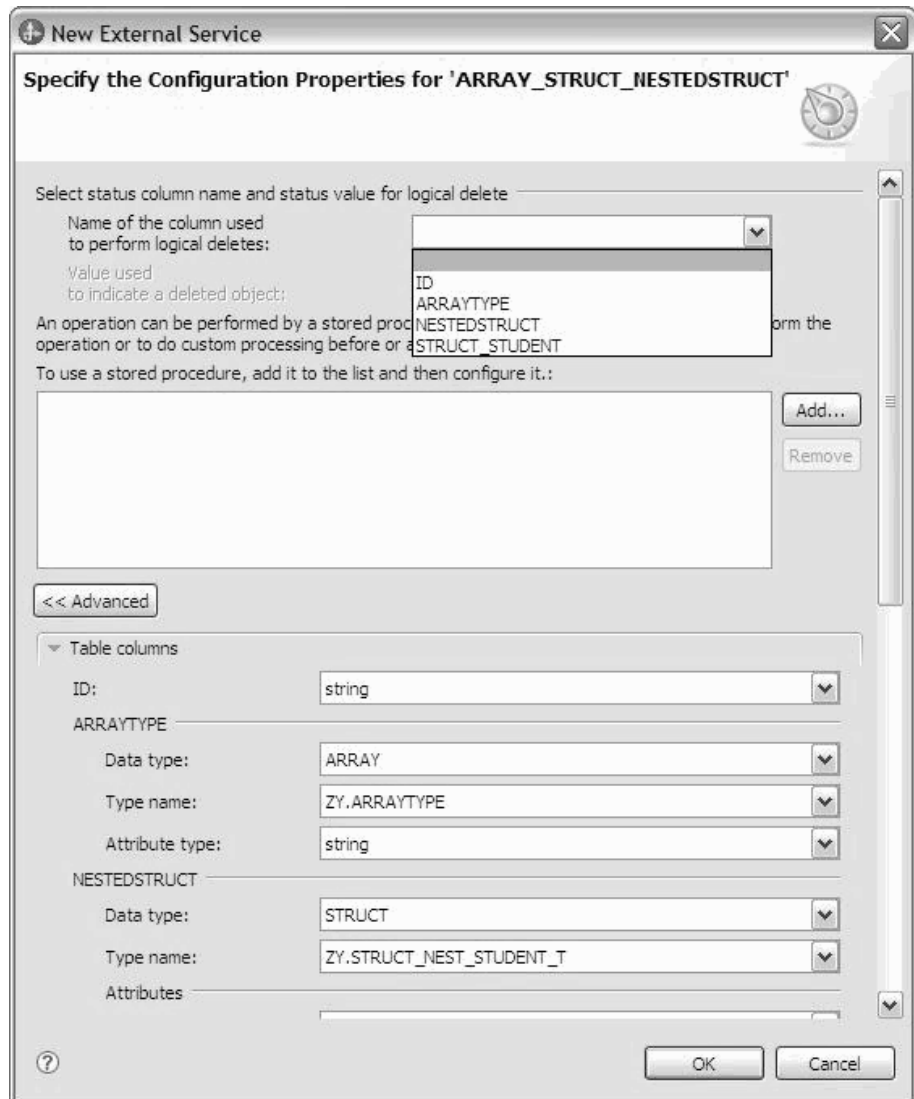 New External Service
Specify the Configuration Properties for 'ARRAY_STRUCT_NESTEDSTRUCT'
Select status column name and status value for logical delete
Name of the column used
to perform logical deletes:
Value used
to indicate a deleted object:
ID
ARRAYTYPE
NESTEDSTRUCT
STRUCT_STUDENT
An operation can be performed by a stored proc orm the
operation or to do custom processing before or a
To use a stored procedure, add it to the list and then configure it.:
Add...
Remove
<< Advanced
Table columns
ID: string
ARRAYTYPE
Data type: ARRAY
Type name: ZY.ARRAYTYPE
Attribute type: string
NESTEDSTRUCT
Data type: STRUCT
Type name: ZY.STRUCT_NEST_STUDENT_T
Attributes
? OK Cancel